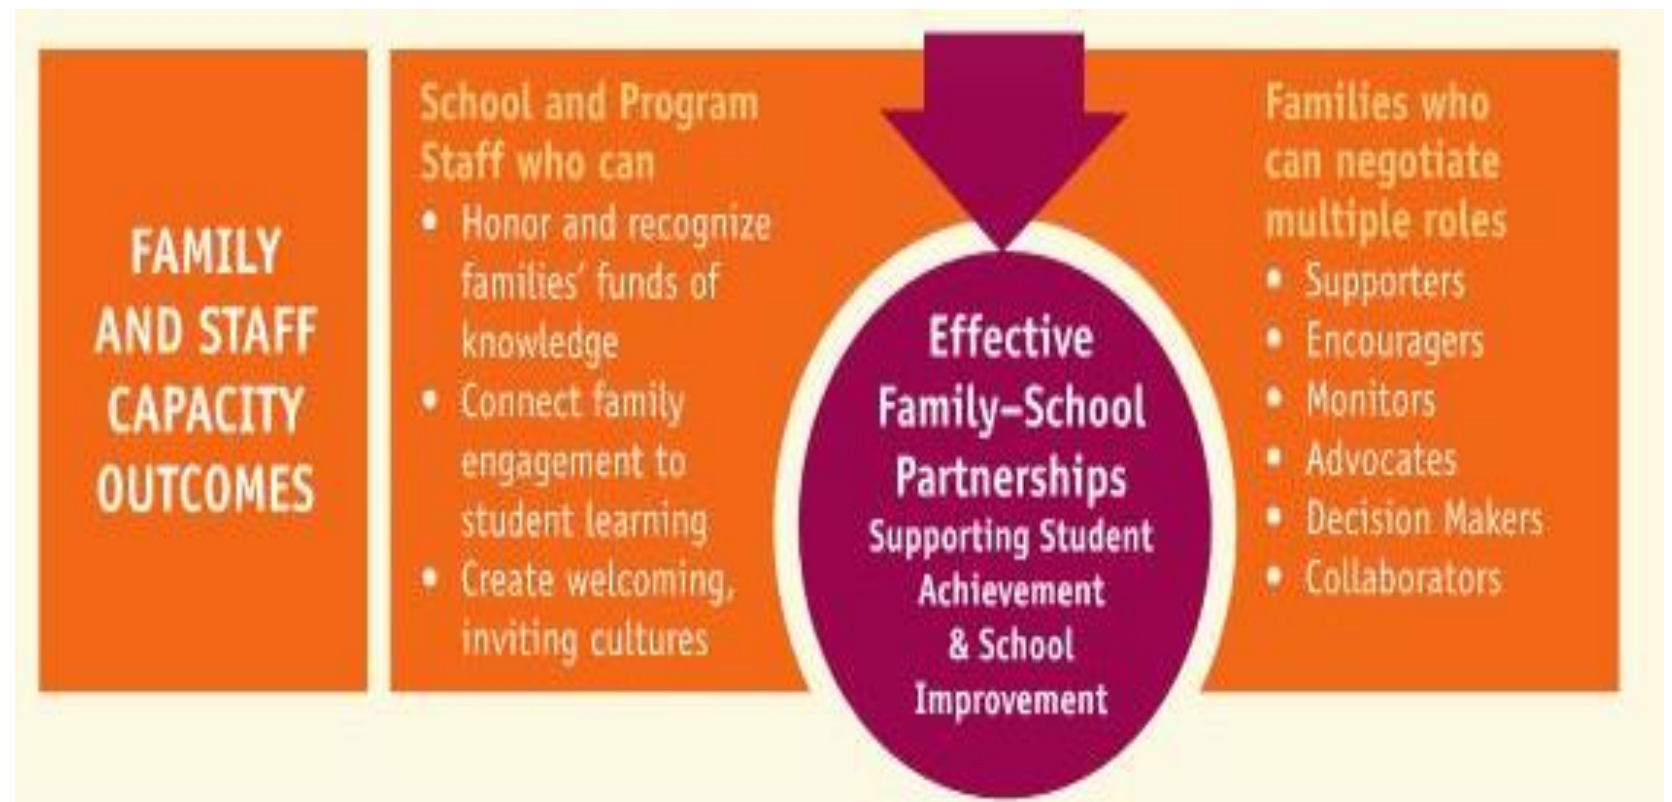 FAMILY
AND STAFF
CAPACITY
OUTCOMES
School and Program
Staff who can
• Honor and recognize
families' funds of
knowledge
• Connect family
engagement to
student learning
• Create welcoming,
inviting cultures
Effective
Family–School
Partnerships
Supporting Student
Achievement
& School
Improvement
Families who
can negotiate
multiple roles
• Supporters
• Encouragers
• Monitors
• Advocates
• Decision Makers
• Collaborators